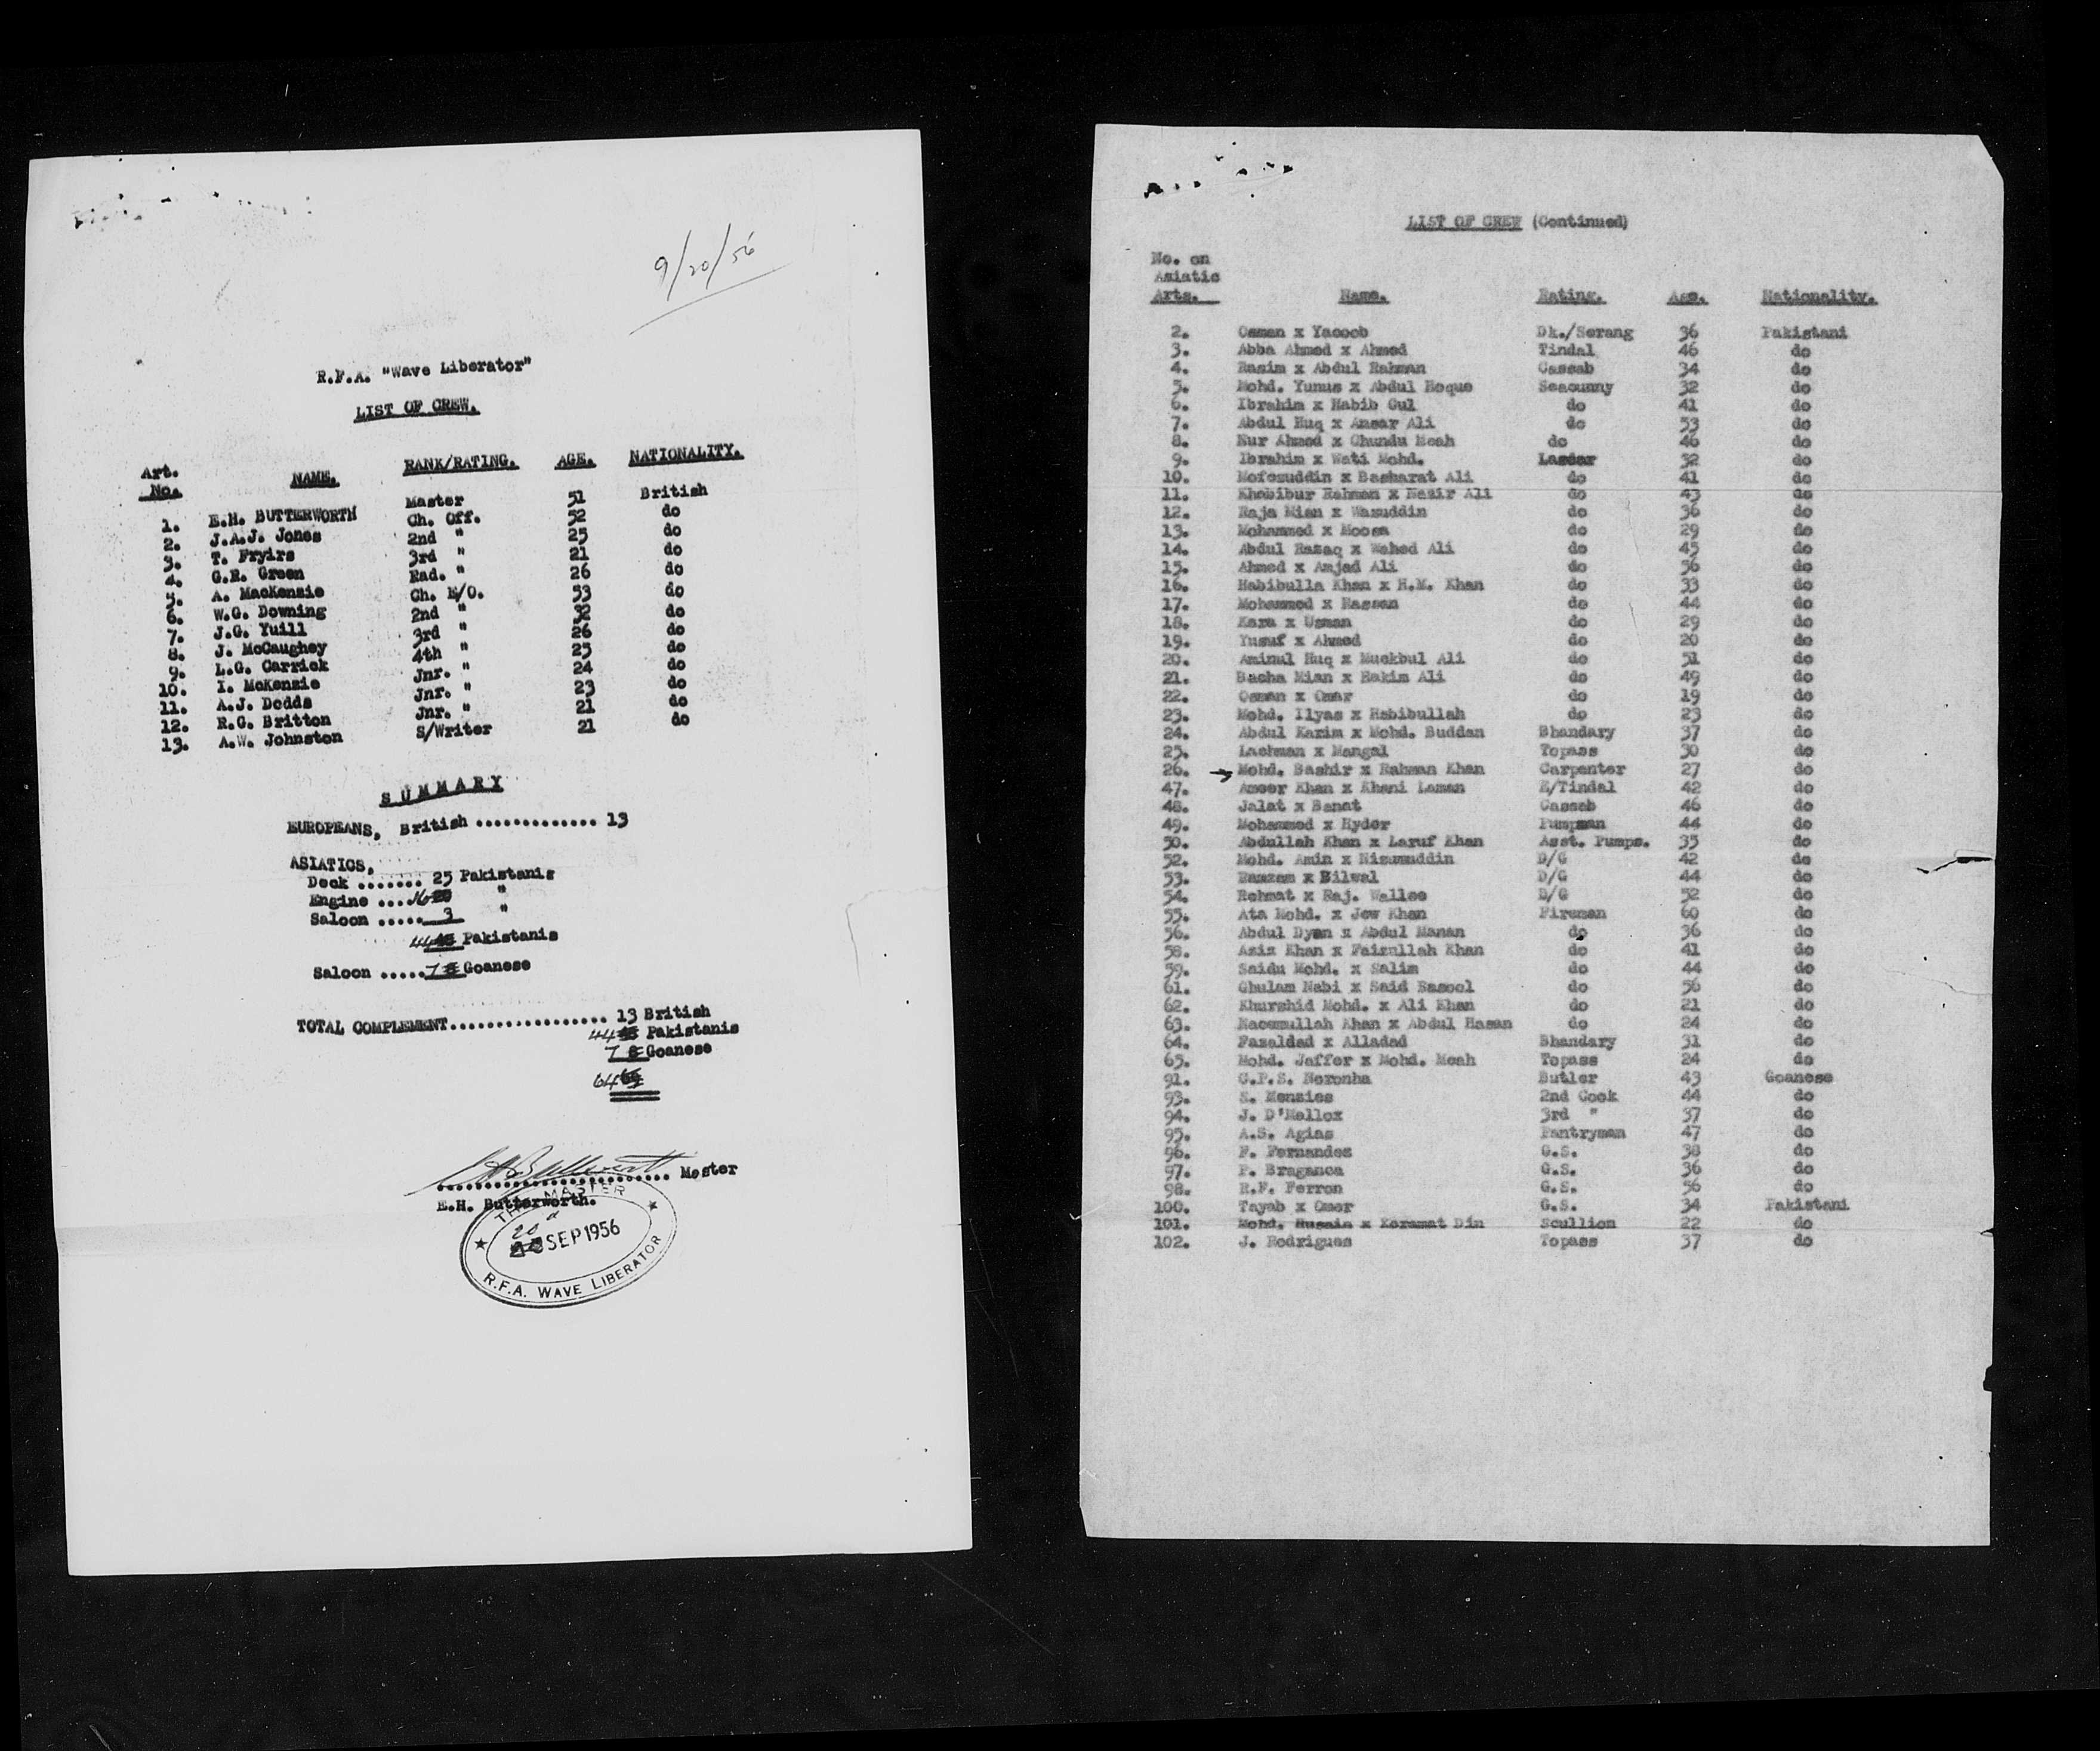 9/20/56
R.F.A. "Wave Liberator"
LIST OF CREW.
Art. No. NAME. RANK/RATING. AGE. NATIONALITY.
1. E.H. BUTTERWORTH Master 51 British
2. J.A.J. Jones Ch. Off. 52 do
3. T. Fryirs 2nd " 25 do
4. G.R. Green 3rd " 21 do
5. A. MacKenzie Rad. " 26 do
6. W.G. Downing Ch. E/O. 53 do
7. J.G. Yuill 2nd " 32 do
8. J. McCaughey 3rd " 26 do
9. L.G. Carrick 4th " 25 do
10. I. McKenzie Jnr. " 24 do
11. A.J. Dodds Jnr. " 23 do
12. R.G. Britton Jnr. " 21 do
13. A.W. Johnston S/Writer 21 do
SUMMARY
EUROPEANS, British ............. 13
ASIATICS,
Deck ....... 25 Pakistanis
Engine ... 16 "
Saloon ..... 3 "
44 Pakistanis
Saloon ..... 7 Goanese
TOTAL COMPLEMENT.................. 13 British
44 Pakistanis
7 Goanese
64
.......................... Master
E.H. Butterworth.
THE MASTER
20 SEP 1956
R.F.A. WAVE LIBERATOR
LIST OF CREW (Continued)
No. on
Asiatic
Arts. Name. Rating. Age. Nationality.
2. Osman x Yacoob Dk./Serang 36 Pakistani
3. Abba Ahmed x Ahmed Tindal 46 do
4. Rasim x Abdul Rahman Cassab 34 do
5. Mohd. Yunus x Abdul Hoque Seacunny 32 do
6. Ibrahim x Habib Gul do 41 do
7. Abdul Huq x Ansar Ali do 53 do
8. Nur Ahmed x Chundu Meah do 46 do
9. Ibrahim x Wati Mohd. Lascar 32 do
10. Mofezuddin x Basharat Ali do 41 do
11. Khobibur Rahman x Nazir Ali do 43 do
12. Raja Mian x Wazuddin do 36 do
13. Mohammed x Moosa do 29 do
14. Abdul Razaq x Wahed Ali do 45 do
15. Ahmed x Amjad Ali do 56 do
16. Habibulla Khan x H.M. Khan do 33 do
17. Mohammed x Hassan do 44 do
18. Kara x Usman do 29 do
19. Yusuf x Ahmed do 20 do
20. Aminul Huq x Muckbul Ali do 51 do
21. Bacha Mian x Hakim Ali do 49 do
22. Osman x Omar do 19 do
23. Mohd. Ilyas x Habibullah do 23 do
24. Abdul Karim x Mohd. Buddan Bhandary 37 do
25. Lachman x Mangal Topass 30 do
26. Mohd. Bashir x Rahman Khan Carpenter 27 do
47. Ameer Khan x Khani Laman E/Tindal 42 do
48. Jalat x Banat Cassab 46 do
49. Mohammed x Hyder Pumpman 44 do
50. Abdullah Khan x Laruf Khan Asst. Pumps. 35 do
52. Mohd. Amin x Nizamuddin D/G 42 do
53. Ramzam x Bilwal D/G 44 do
54. Rehmat x Raj. Wallee D/G 52 do
55. Ata Mohd. x Jew Khan Fireman 60 do
56. Abdul Dyan x Abdul Manan do 36 do
58. Aziz Khan x Faizullah Khan do 41 do
59. Saidu Mohd. x Salim do 44 do
61. Ghulam Nabi x Said Rasool do 56 do
62. Khurshid Mohd. x Ali Khan do 21 do
63. Naeemullah Khan x Abdul Hasan do 24 do
64. Fazaldad x Alladad Bhandary 31 do
65. Mohd. Jaffer x Mohd. Meah Topass 24 do
91. C.P.S. Noronha Butler 43 Goanese
93. S. Menzies 2nd Cook 44 do
94. J. D'Mellox 3rd " 37 do
95. A.S. Agias Pantryman 47 do
96. F. Fernandes G.S. 38 do
97. P. Braganca G.S. 36 do
98. R.F. Ferron G.S. 56 do
100. Tayab x Omer G.S. 34 Pakistani
101. Mohd. Husain x Keramat Din Scullion 22 do
102. J. Rodrigues Topass 37 do